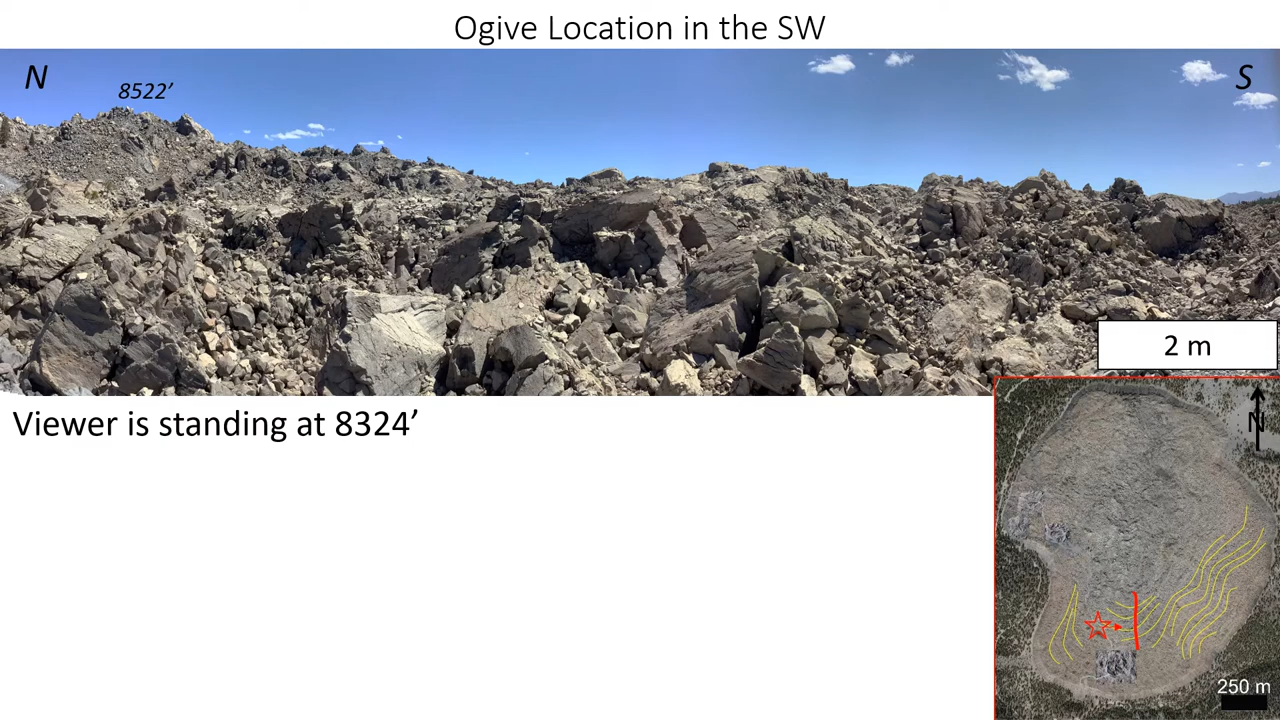 Ogive Location in the SW
N
8522’
S
2 m
Viewer is standing at 8324’
N
250 m